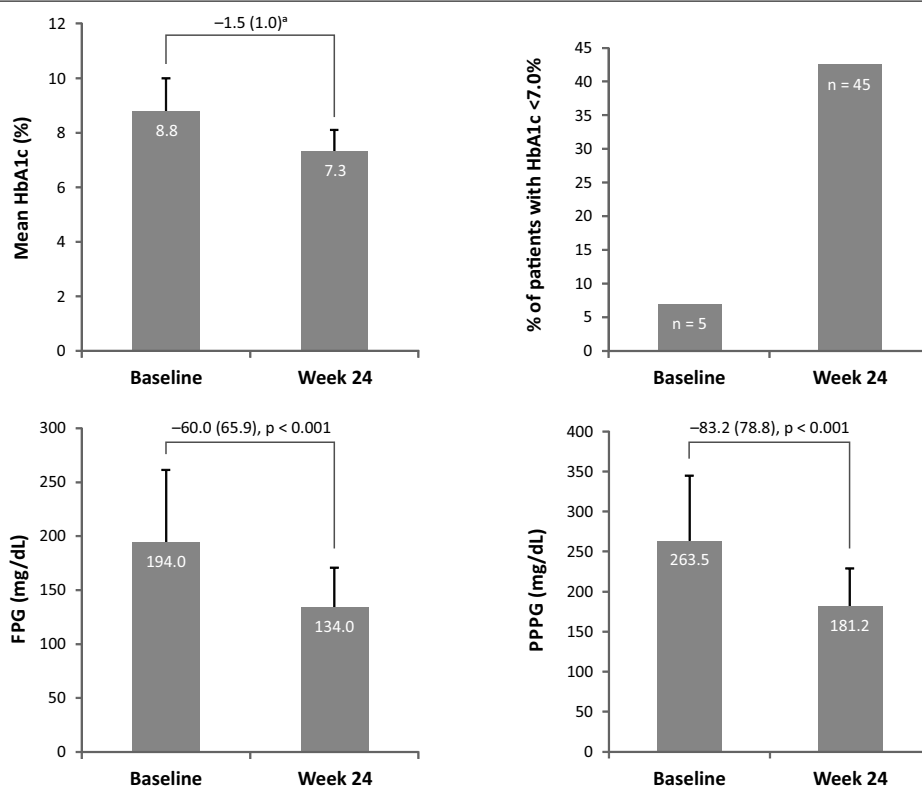 Mean HbA1c (%)
12
10
8
6
4
2
0
–1.5 (1.0)ª
8.8
7.3
Baseline
Week 24
% of patients with HbA1c <7.0%
45
40
35
30
25
20
15
10
5
0
n = 5
n = 45
Baseline
Week 24
FPG (mg/dL)
300
250
200
150
100
50
0
–60.0 (65.9), p < 0.001
194.0
134.0
Baseline
Week 24
PPPG (mg/dL)
400
350
300
250
200
150
100
50
0
–83.2 (78.8), p < 0.001
263.5
181.2
Baseline
Week 24